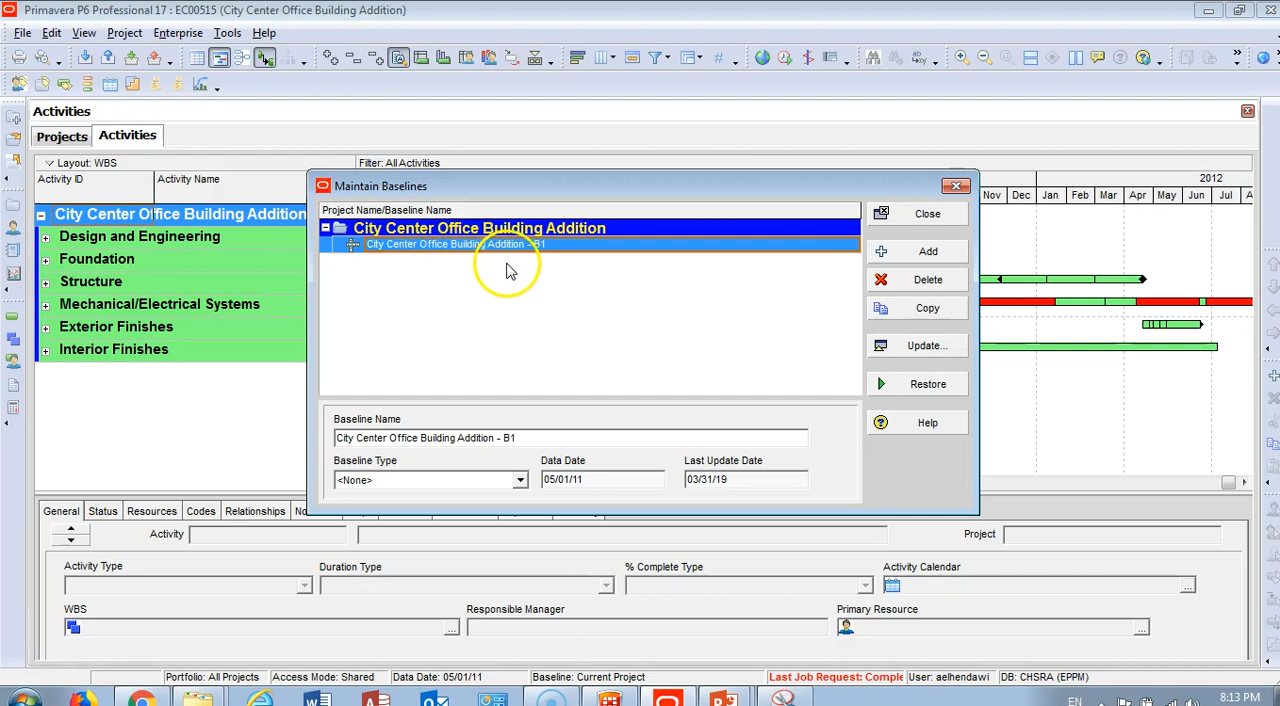 Primavera P6 Professional 17 : EC00515 (City Center Office Building Addition)
File Edit View Project Enterprise Tools Help
Activities
Projects Activities
Layout: WBS Filter: All Activities
Activity ID Activity Name 2012
Nov Dec Jan Feb Mar Apr May Jun Jul A
City Center Office Building Addition
Design and Engineering
Foundation
Structure
Mechanical/Electrical Systems
Exterior Finishes
Interior Finishes
Maintain Baselines
Project Name/Baseline Name
City Center Office Building Addition
City Center Office Building Addition - B1
Close
Add
Delete
Copy
Update...
Restore
Help
Baseline Name
City Center Office Building Addition - B1
Baseline Type Data Date Last Update Date
<None> 05/01/11 03/31/19
General Status Resources Codes Relationships No
Activity Project
Activity Type Duration Type % Complete Type Activity Calendar
WBS Responsible Manager Primary Resource
Portfolio: All Projects Access Mode: Shared Data Date: 05/01/11 Baseline: Current Project Last Job Request: Comple User: aelhendawi DB: CHSRA (EPPM)
EN 8:13 PM